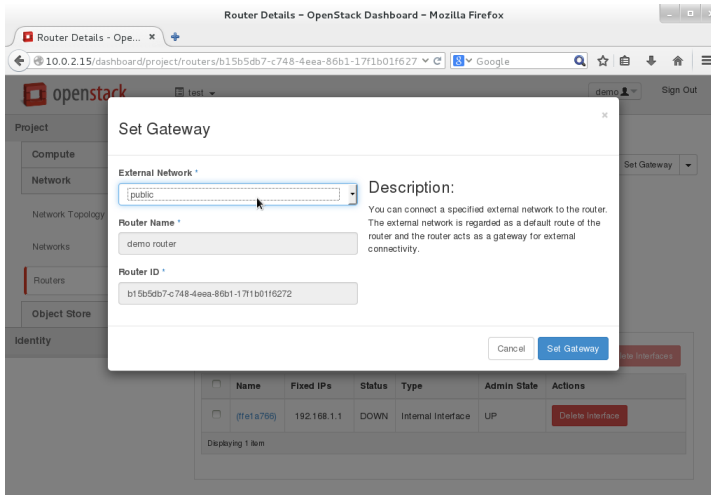 Router Details – OpenStack Dashboard – Mozilla Firefox
Router Details - Ope...
10.0.2.15/dashboard/project/routers/b15b5db7-c748-4eea-86b1-17f1b01f627
Google
openstack
test
demo
Sign Out
Project
Compute
Network
Network Topology
Networks
Routers
Object Store
Identity
Set Gateway
Set Gateway
External Network *
public
Router Name *
demo router
Router ID *
b15b5db7-c748-4eea-86b1-17f1b01f6272
Description:
You can connect a specified external network to the router.
The external network is regarded as a default route of the
router and the router acts as a gateway for external
connectivity.
Cancel
Set Gateway
Interfaces
Name Fixed IPs Status Type Admin State Actions
(ffe1a766) 192.168.1.1 DOWN Internal Interface UP Delete Interface
Displaying 1 item